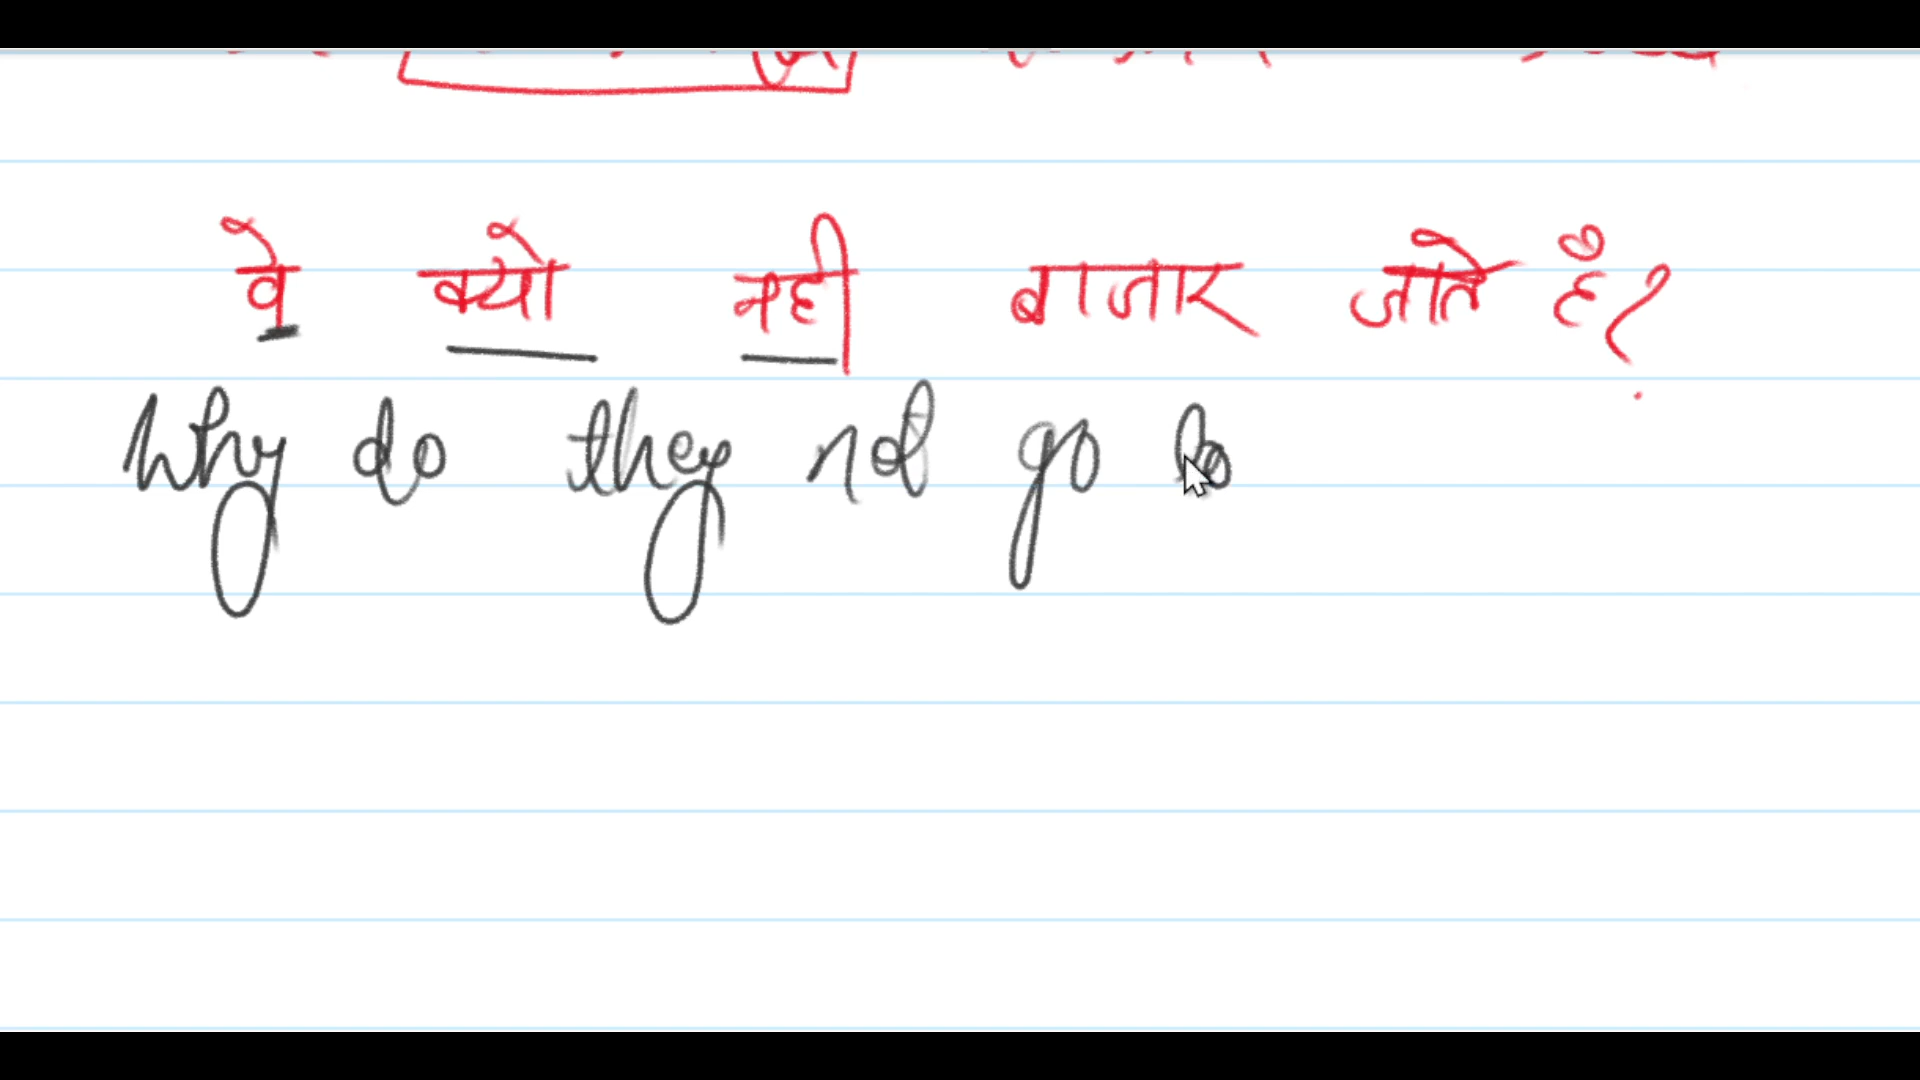 वे क्यो नही बाजार जाते हैं?
Why do they not go to